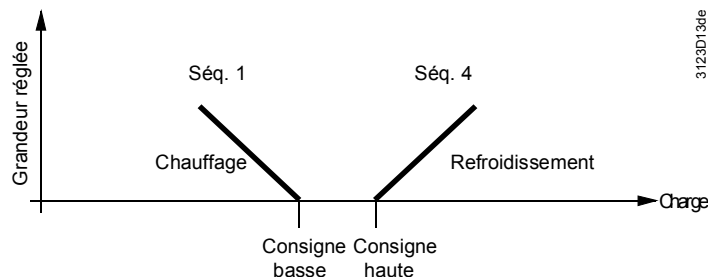 3123D13de
Grandeur réglée
Séq. 1
Séq. 4
Chauffage
Refroidissement
Charge
Consigne basse
Consigne haute